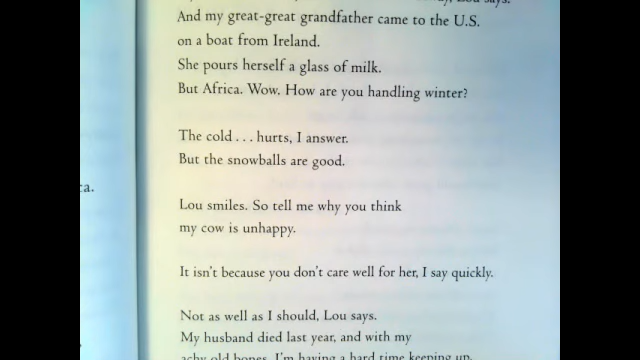 Lou says.
And my great-great grandfather came to the U.S.
on a boat from Ireland.
She pours herself a glass of milk.
But Africa. Wow. How are you handling winter?
The cold . . . hurts, I answer.
But the snowballs are good.
Lou smiles. So tell me why you think
my cow is unhappy.
It isn't because you don't care well for her, I say quickly.
Not as well as I should, Lou says.
My husband died last year, and with my
achy old bones, I'm having a hard time keeping up.